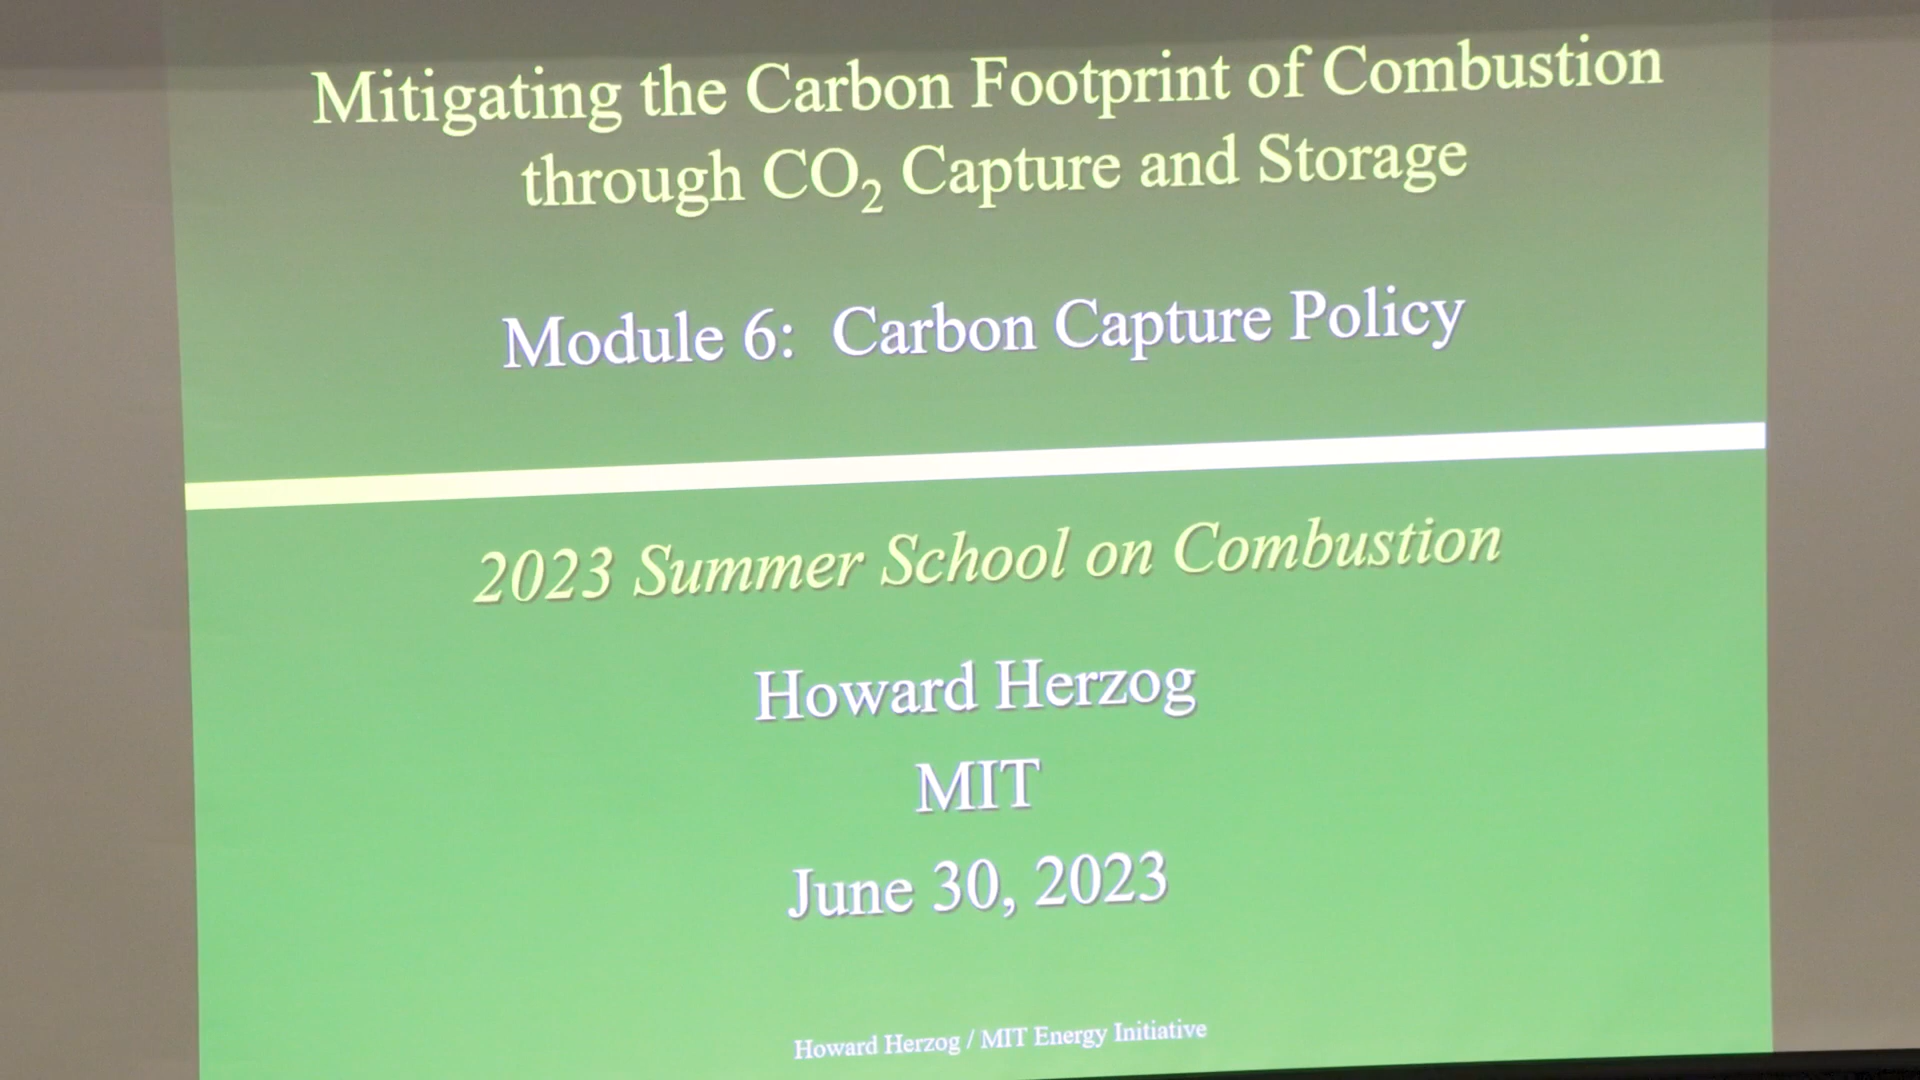 Mitigating the Carbon Footprint of Combustion
through CO₂ Capture and Storage
Module 6: Carbon Capture Policy
2023 Summer School on Combustion
Howard Herzog
MIT
June 30, 2023
Howard Herzog / MIT Energy Initiative